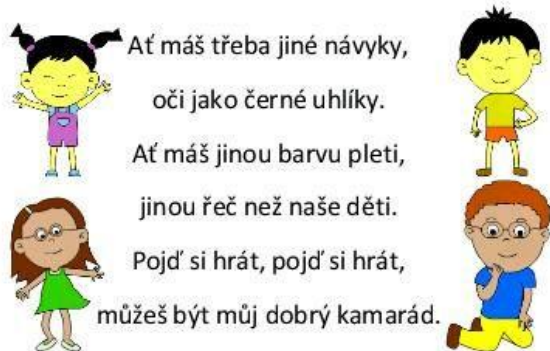 Ať máš třeba jiné návyky,
oči jako černé uhlíky.
Ať máš jinou barvu pleti,
jinou řeč než naše děti.
Pojď si hrát, pojď si hrát,
můžeš být můj dobrý kamarád.